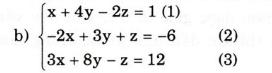 x + 4y – 2z = 1 (1)
b) –2x + 3y + z = –6 (2)
3x + 8y – z = 12 (3)